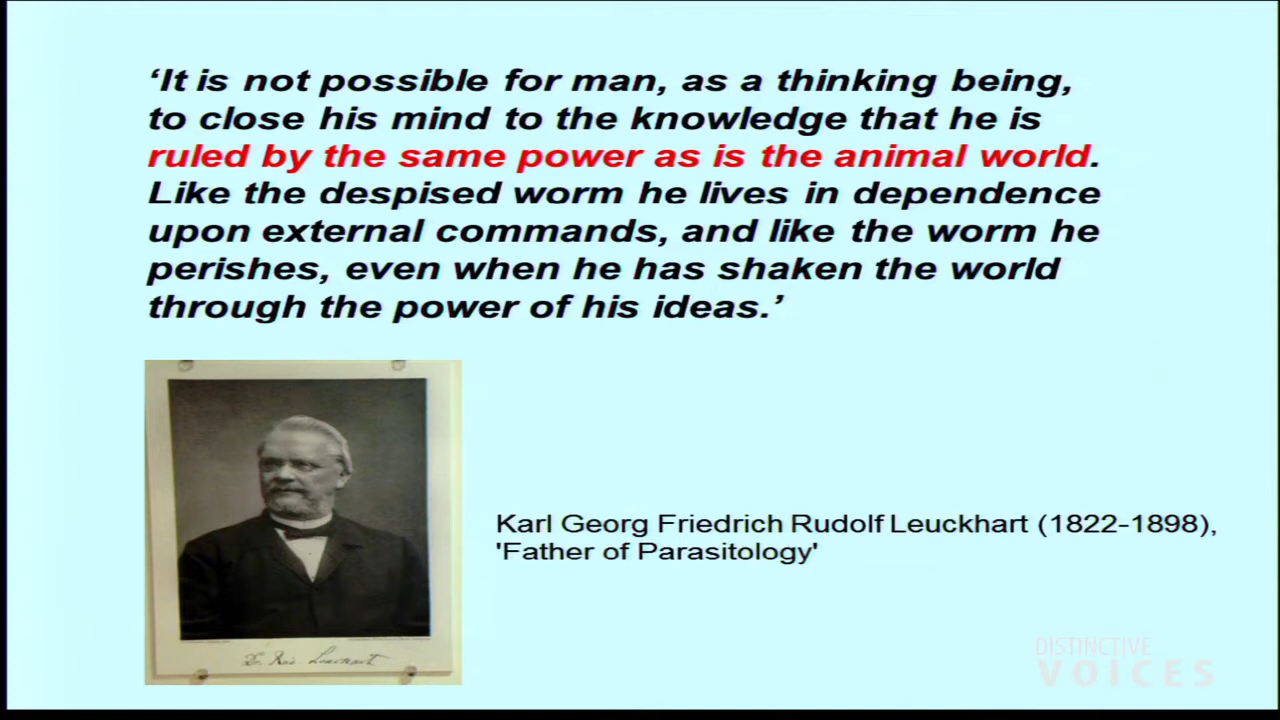 ‘It is not possible for man, as a thinking being,
to close his mind to the knowledge that he is
ruled by the same power as is the animal world.
Like the despised worm he lives in dependence
upon external commands, and like the worm he
perishes, even when he has shaken the world
through the power of his ideas.’
Karl Georg Friedrich Rudolf Leuckhart (1822-1898),
'Father of Parasitology'
DISTINCTIVE
VOICES